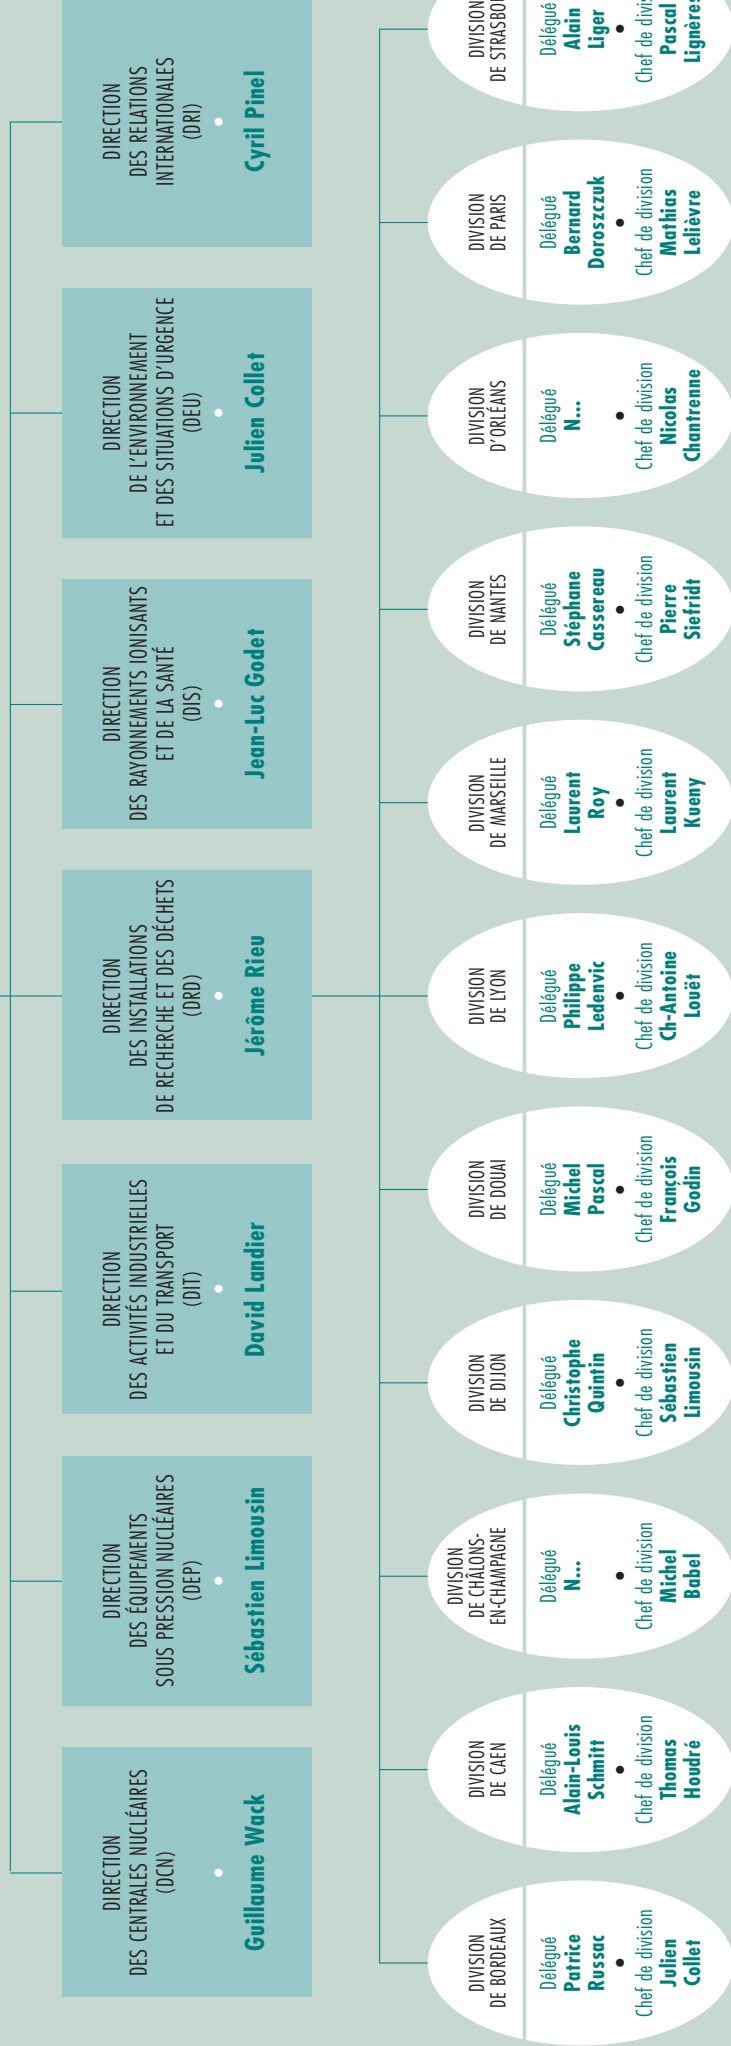 DIRECTION
DES CENTRALES NUCLÉAIRES
(DCN)
Guillaume Wack
DIRECTION
DES ÉQUIPEMENTS
SOUS PRESSION NUCLÉAIRES
(DEP)
Sébastien Limousin
DIRECTION
DES ACTIVITÉS INDUSTRIELLES
ET DU TRANSPORT
(DIT)
David Landier
DIRECTION
DES INSTALLATIONS
DE RECHERCHE ET DES DÉCHETS
(DRD)
Jérôme Rieu
DIRECTION
DES RAYONNEMENTS IONISANTS
ET DE LA SANTÉ
(DIS)
Jean-Luc Godet
DIRECTION
DE L'ENVIRONNEMENT
ET DES SITUATIONS D'URGENCE
(DEU)
Julien Collet
DIRECTION
DES RELATIONS
INTERNATIONALES
(DRI)
Cyril Pinel
DIVISION
DE BORDEAUX
Délégué
Patrice
Russac
Chef de division
Julien
Collet
DIVISION
DE CAEN
Délégué
Alain-Louis
Schmitt
Chef de division
Thomas
Houdré
DIVISION
DE CHÂLONS-
EN-CHAMPAGNE
Délégué
N...
Chef de division
Michel
Babel
DIVISION
DE DIJON
Délégué
Christophe
Quintin
Chef de division
Sébastien
Limousin
DIVISION
DE DOUAI
Délégué
Michel
Pascal
Chef de division
François
Godin
DIVISION
DE LYON
Délégué
Philippe
Ledenvic
Chef de division
Ch-Antoine
Louët
DIVISION
DE MARSEILLE
Délégué
Laurent
Roy
Chef de division
Laurent
Kueny
DIVISION
DE NANTES
Délégué
Stéphane
Cassereau
Chef de division
Pierre
Siefridt
DIVISION
D'ORLÉANS
Délégué
N...
Chef de division
Nicolas
Chantrenne
DIVISION
DE PARIS
Délégué
Bernard
Doroszczuk
Chef de division
Mathias
Lelièvre
DIVISION
DE
Délégué
Alain
Liger
Chef de
Pascal
Lignères